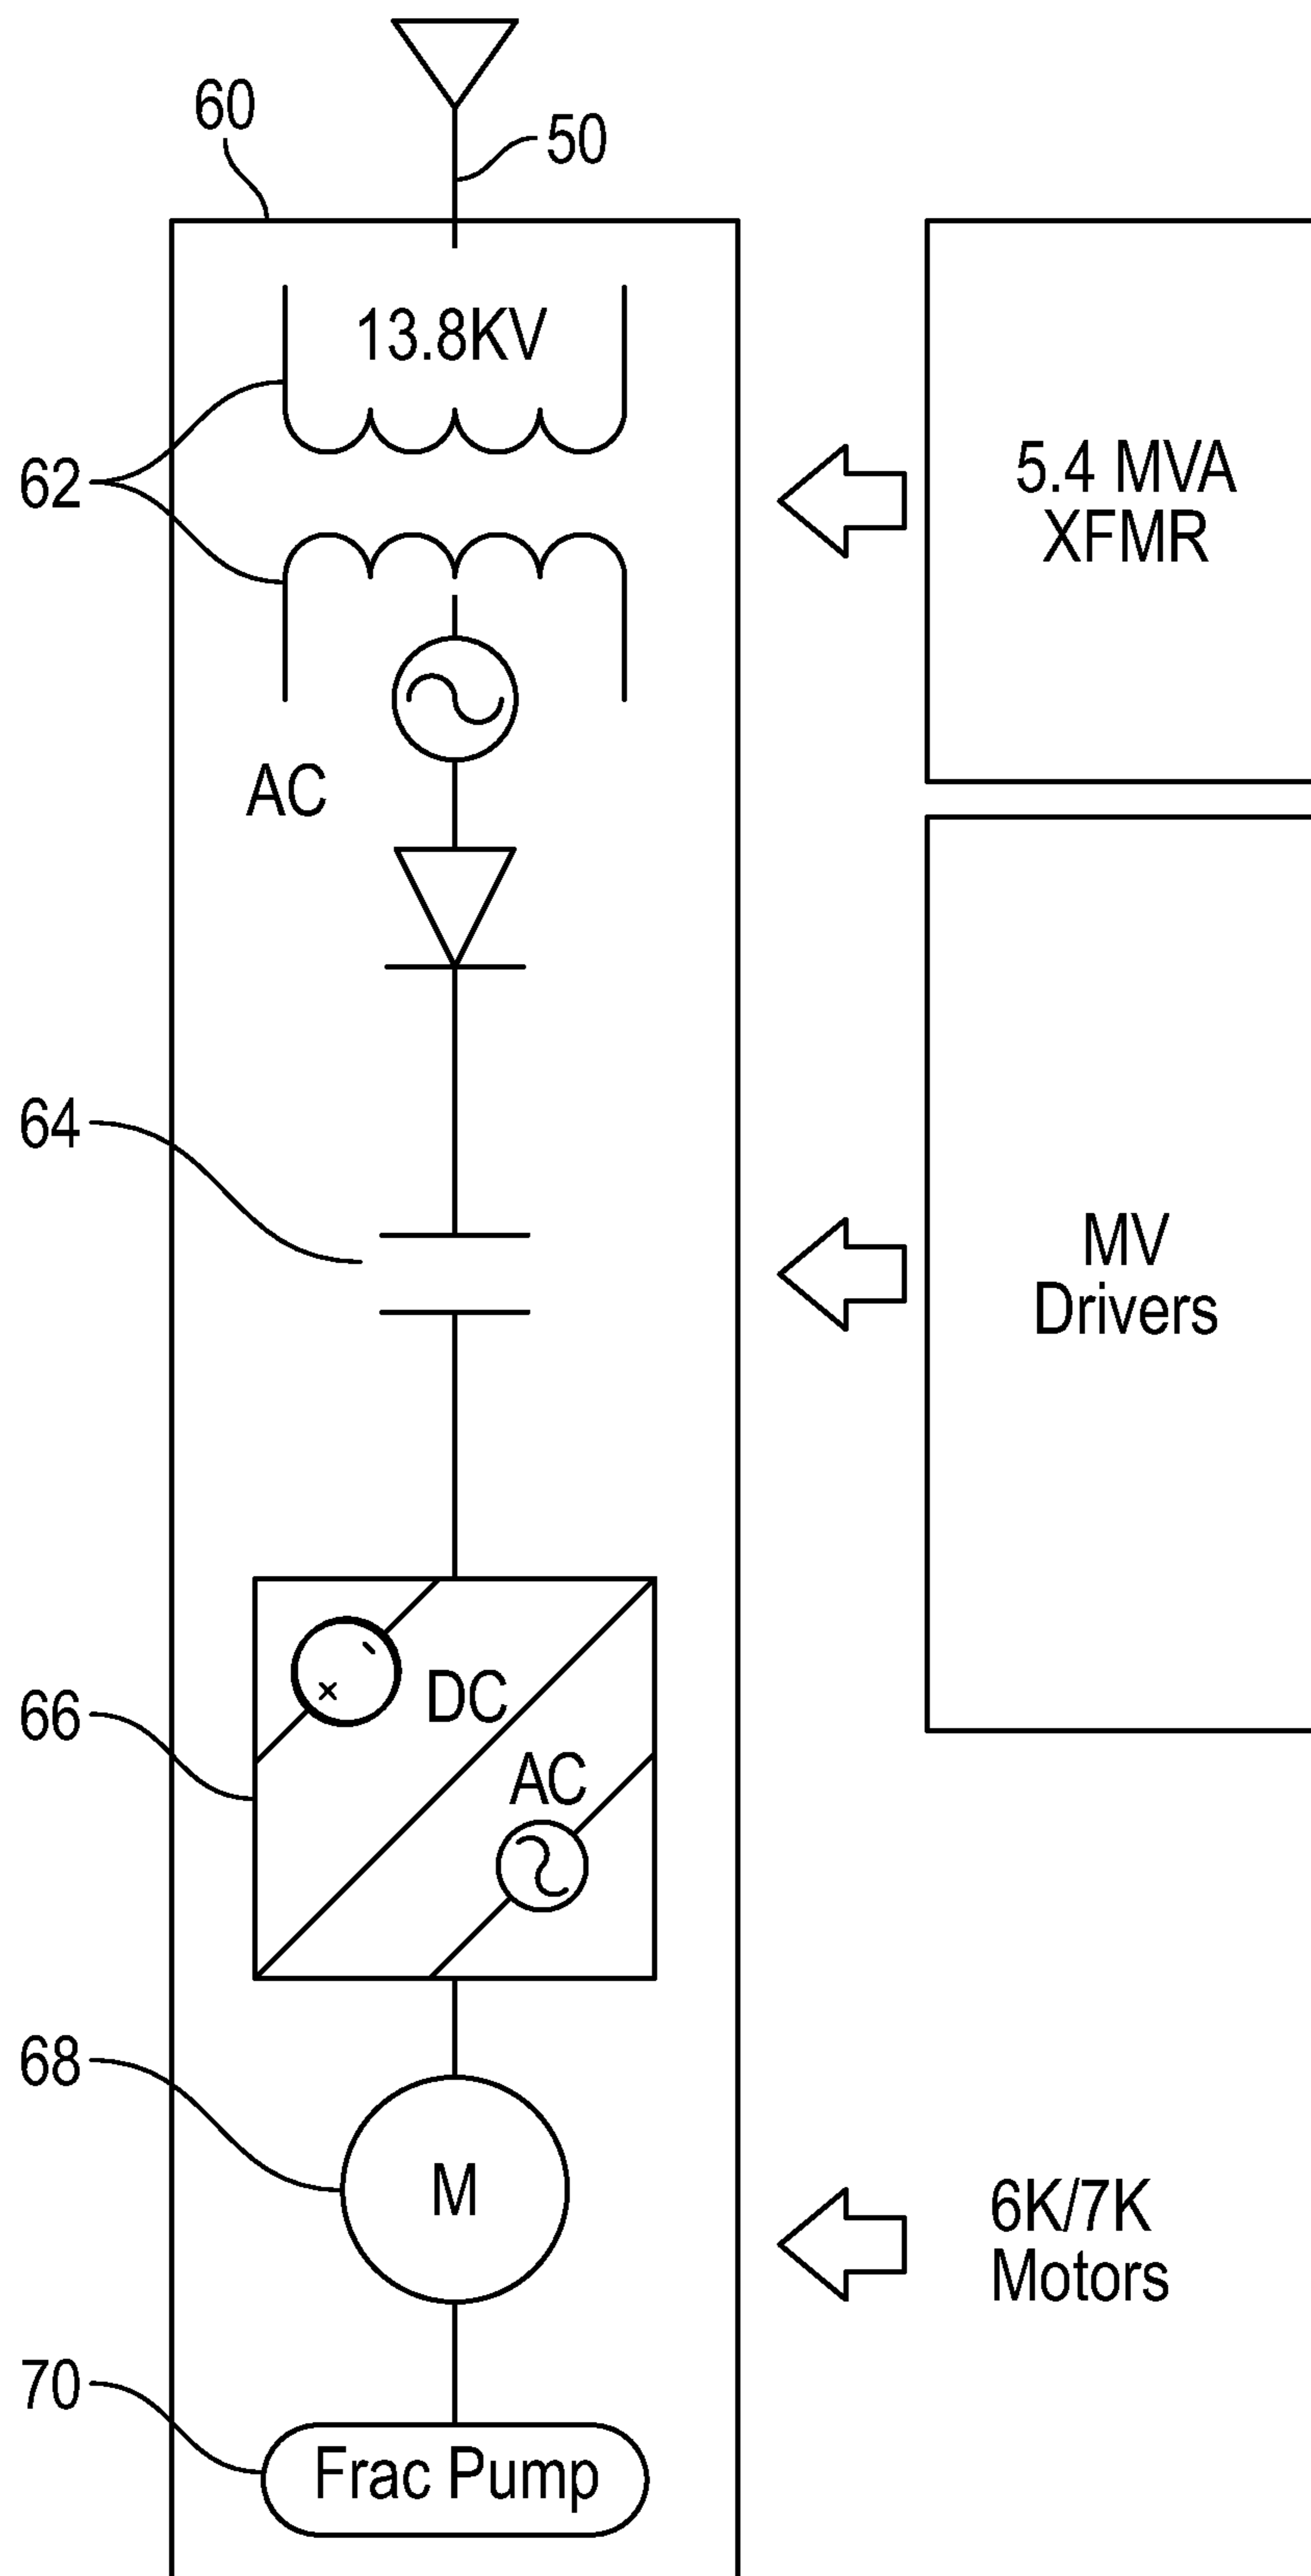 60
50
13.8KV
62
5.4 MVA
XFMR
AC
64
MV
Drivers
DC
66
AC
68
M
6K/7K
Motors
70
Frac Pump